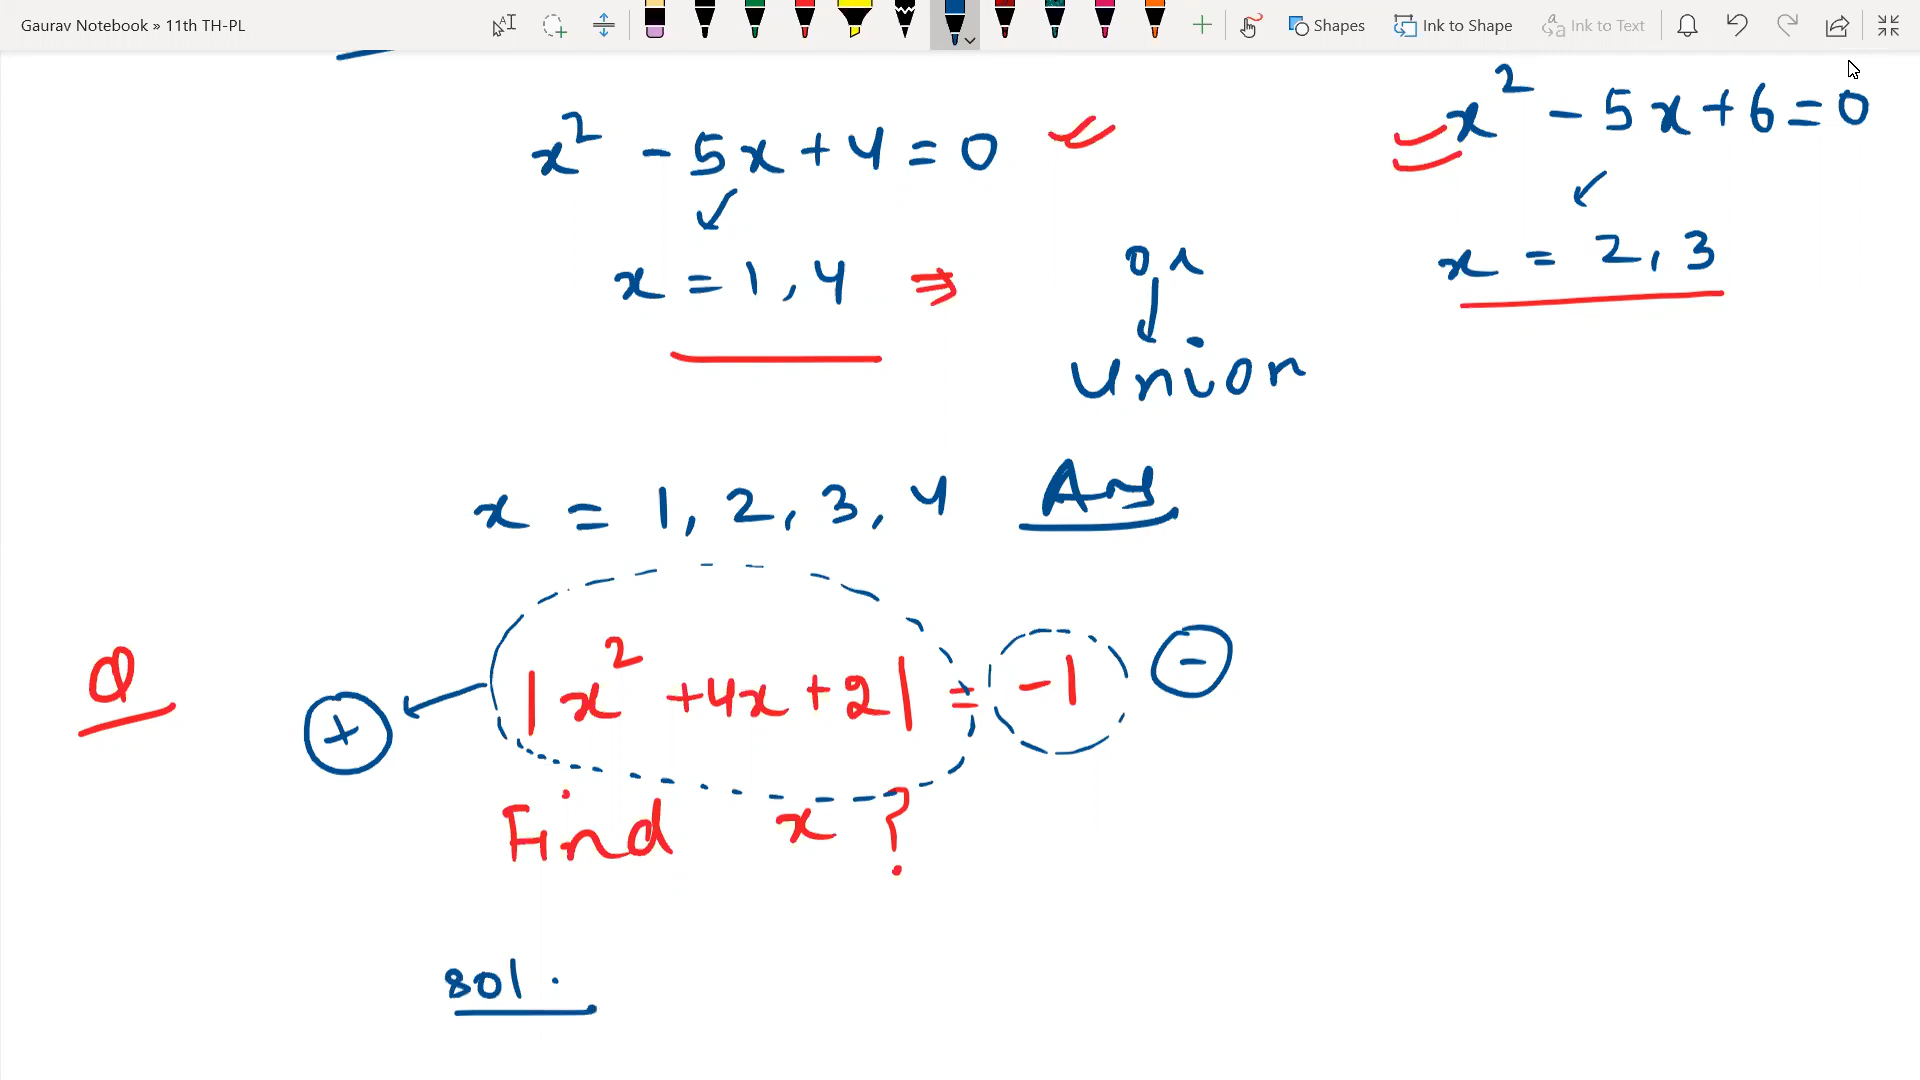 Gaurav Notebook » 11th TH-PL
Shapes Ink to Shape Ink to Text
x² - 5x + 4 = 0
x² - 5x + 6 = 0
x = 1, 4 ⇒
or
x = 2, 3
Union
x = 1, 2, 3, 4 Ans
Q
+ |x² + 4x + 2| = -1 -
Find x ?
sol.